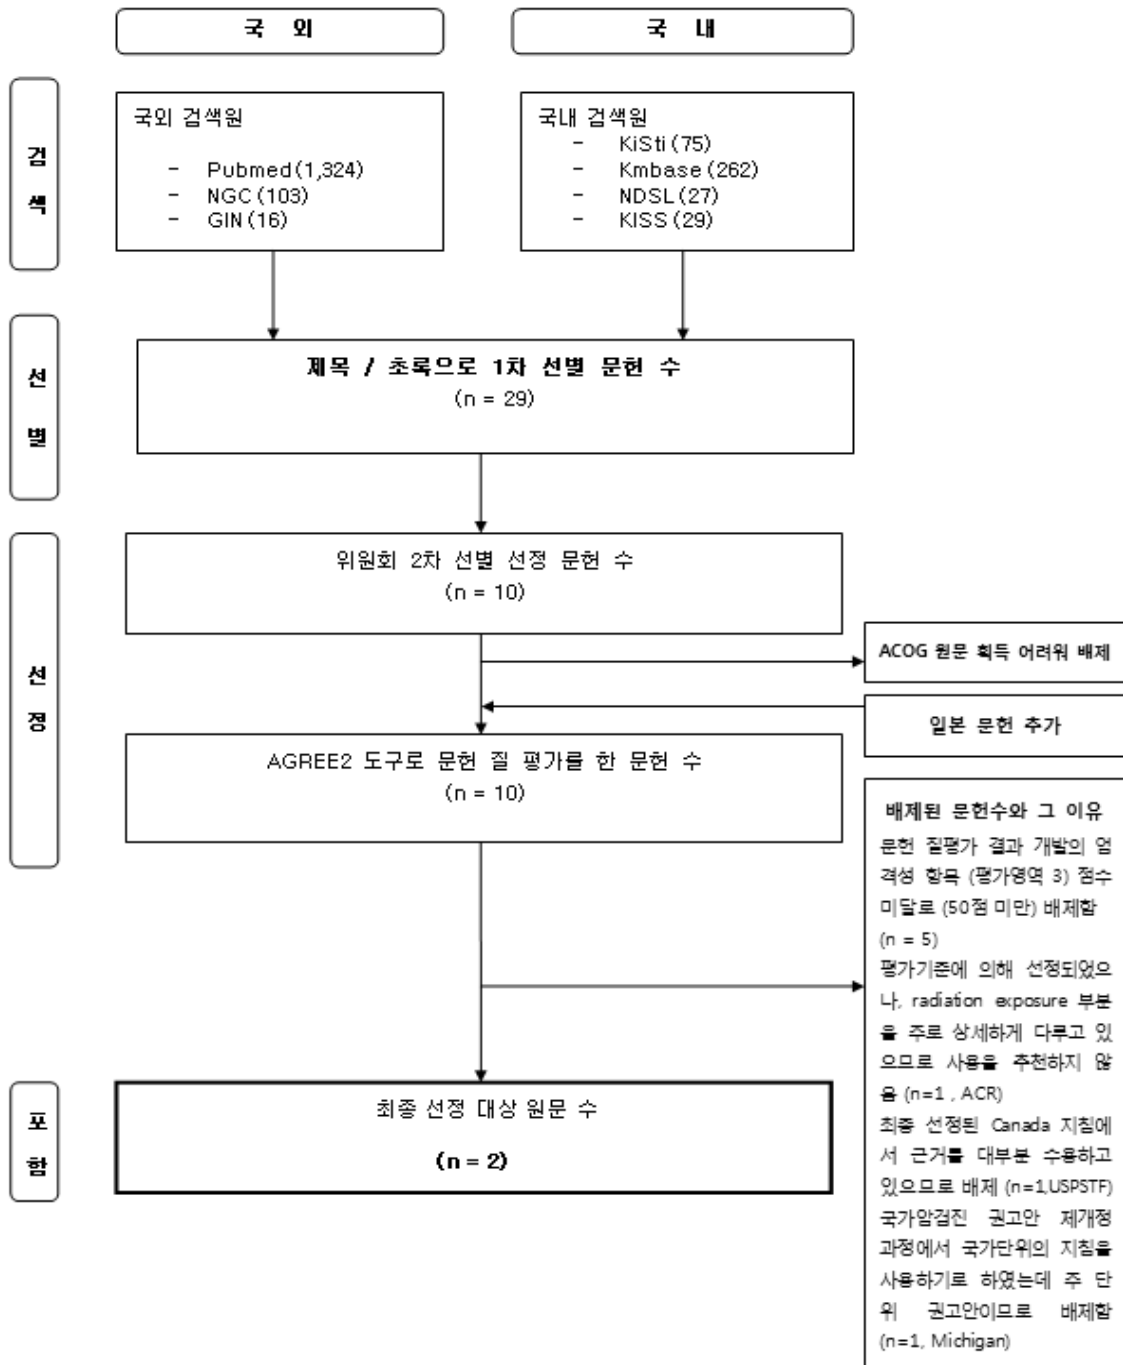 국 외
국 내
검
색
국외 검색원
- Pubmed(1,324)
- NGC(103)
- GIN(16)
국내 검색원
- KiSti(75)
- Kmbase(262)
- NDSL(27)
- KISS(29)
선
별
제목 / 초록으로 1차 선별 문헌 수
(n = 29)
선
정
위원회 2차 선별 선정 문헌 수
(n = 10)
ACOG 원문 획득 어려워 배제
일본 문헌 추가
AGREE2 도구로 문헌 질 평가를 한 문헌 수
(n = 10)
배제된 문헌수와 그 이유
문헌 질평가 결과 개발의 엄
격성 항목 (평가영역 3) 점수
미달로 (50점 미만) 배제함
(n = 5)
평가기준에 의해 선정되었으
나, radiation exposure 부분
을 주로 상세하게 다루고 있
으므로 사용을 추천하지 않
음 (n=1 , ACR)
최종 선정된 Canada 지침에
서 근거를 대부분 수용하고
있으므로 배제 (n=1,USPSTF)
국가암검진 권고안 제개정
과정에서 국가단위의 지침을
사용하기로 하였는데 주 단
위 권고안이므로 배제함
(n=1, Michigan)
포
함
최종 선정 대상 원문 수
(n = 2)